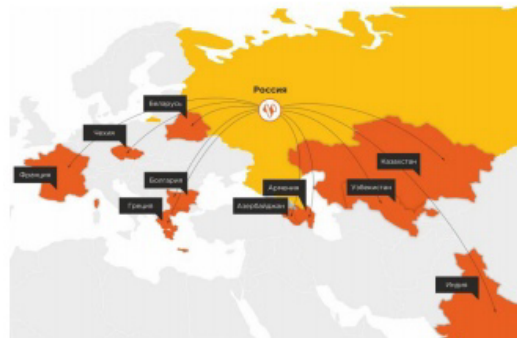 Россия
Беларусь
Чехия
Франция
Болгария
Греция
Армения
Азербайджан
Казахстан
Узбекистан
Индия